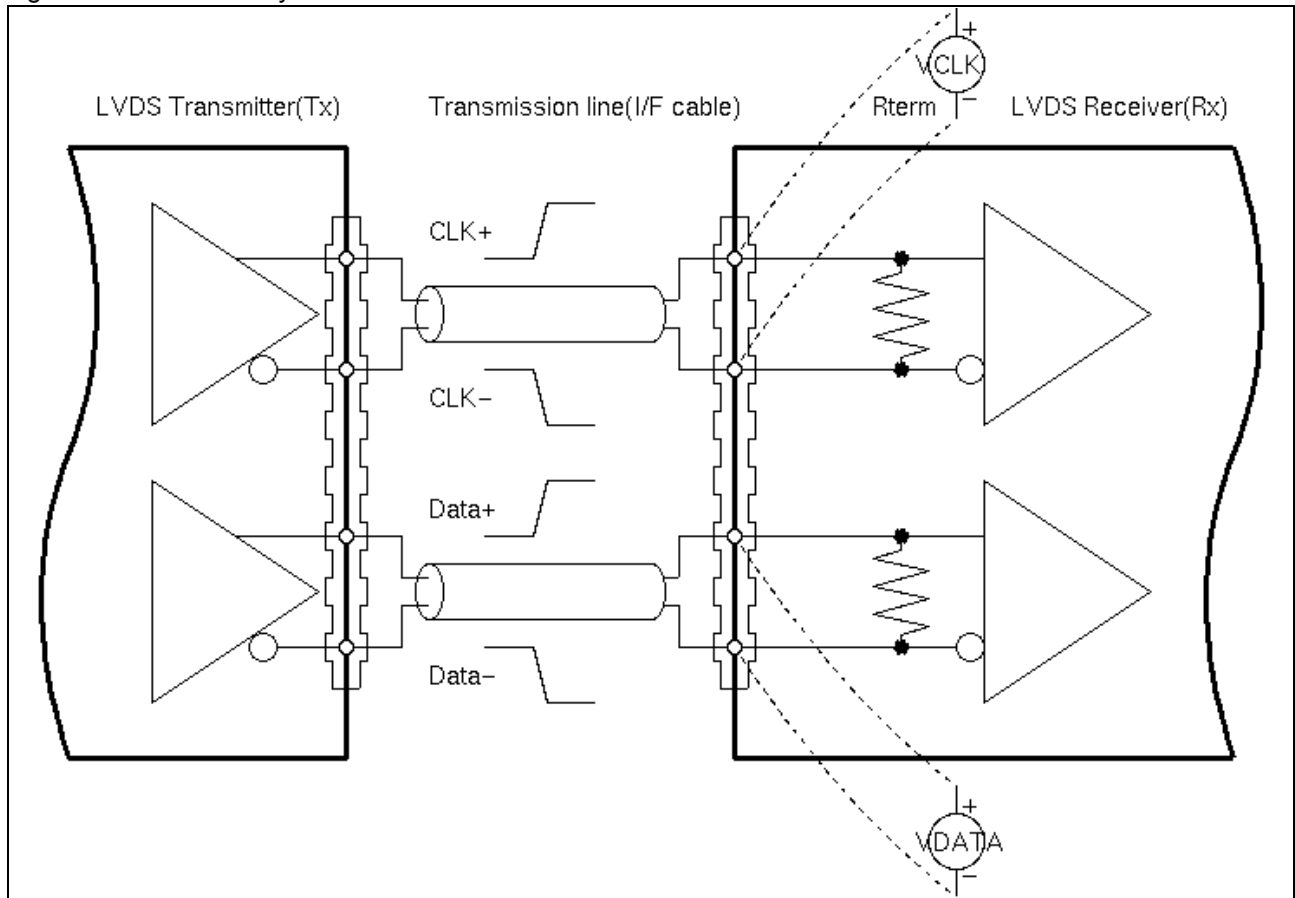 +
VCLK
−
LVDS Transmitter(Tx)
Transmission line(I/F cable)
Rterm
LVDS Receiver(Rx)
CLK+
CLK−
Data+
Data−
+
VDATA
−